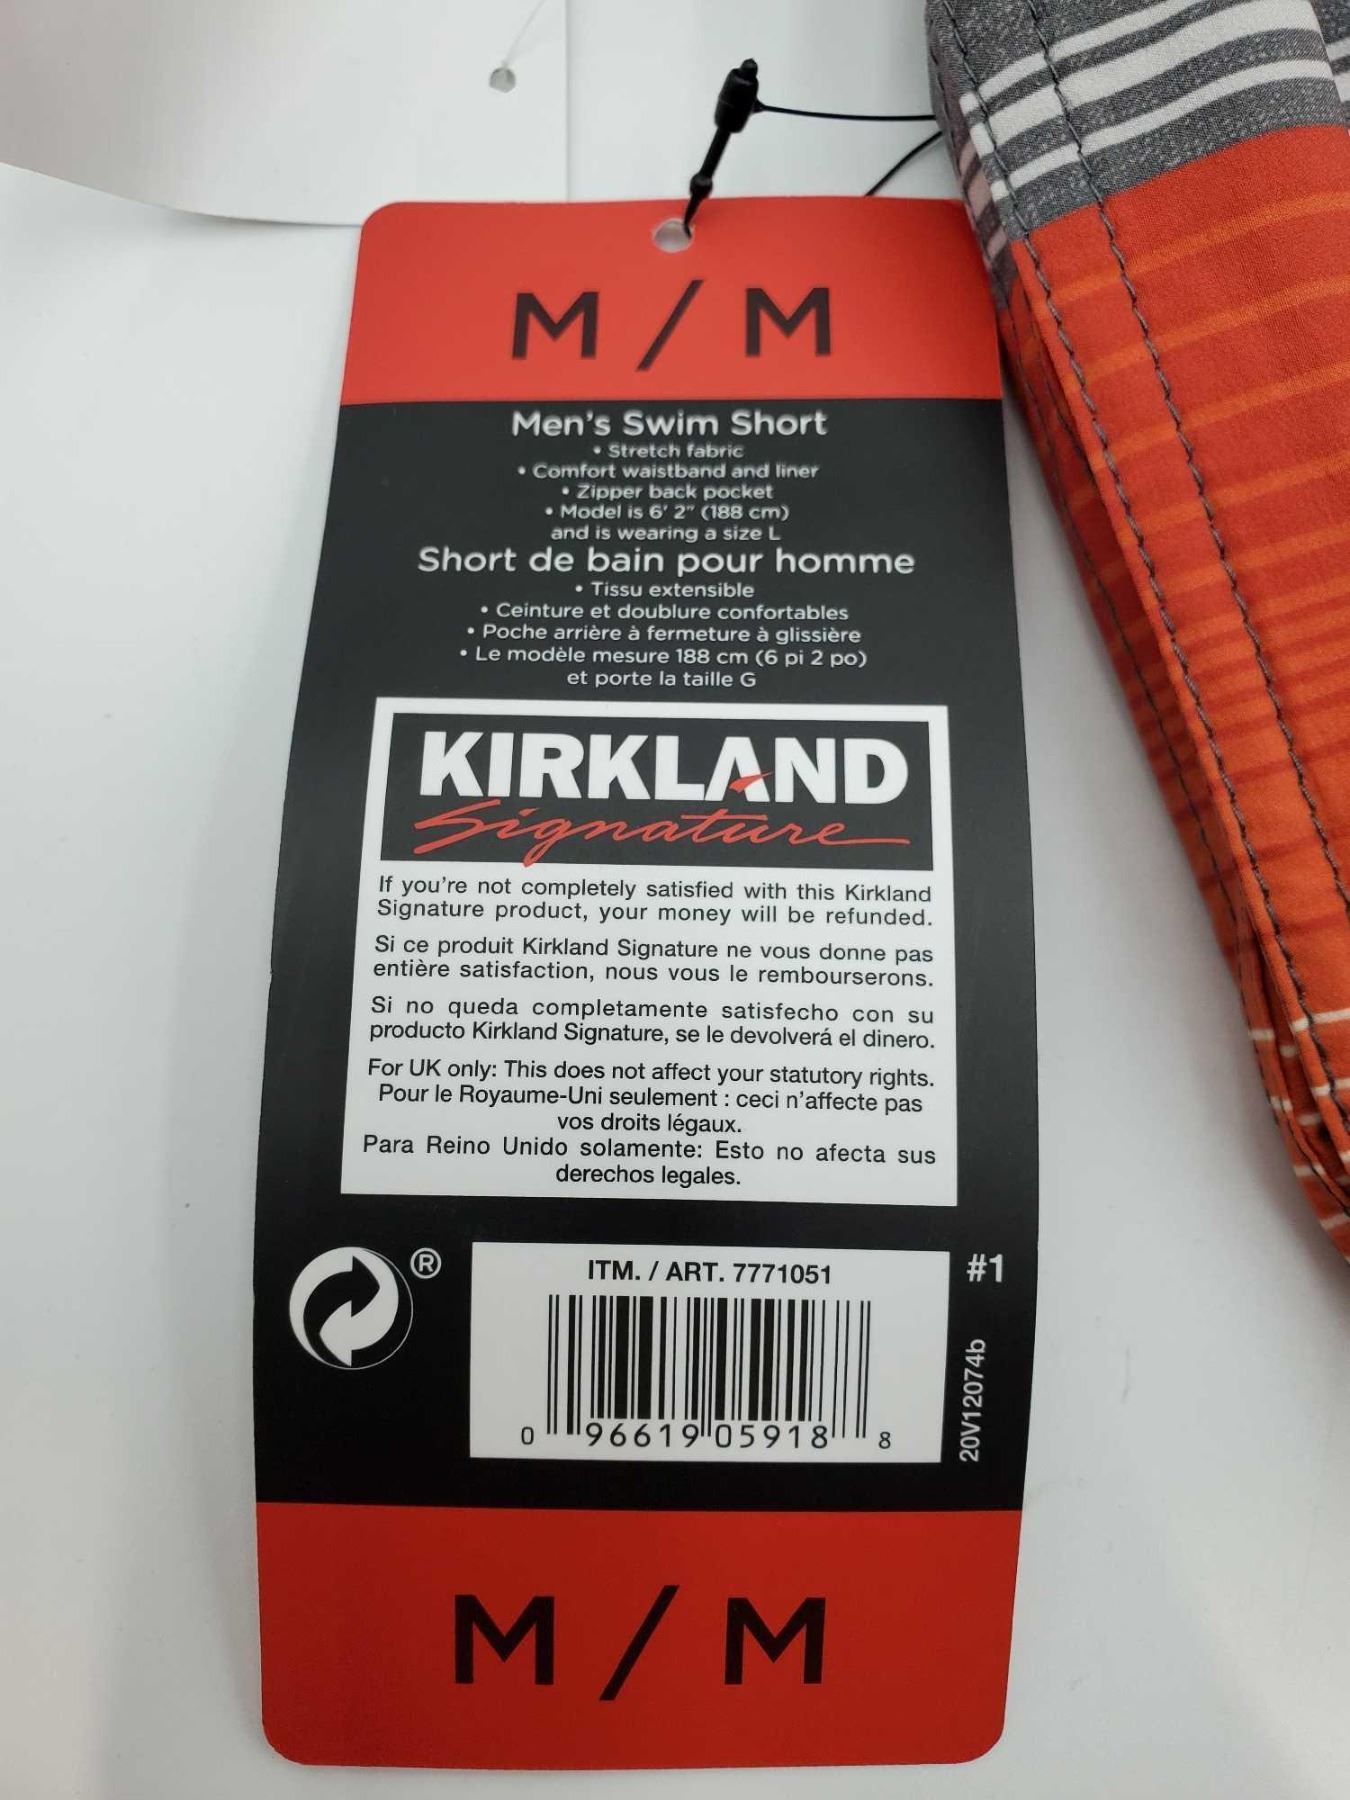 M / M
Men's Swim Short
• Stretch fabric
• Comfort waistband and liner
• Zipper back pocket
• Model is 6' 2" (188 cm)
and is wearing a size L
Short de bain pour homme
• Tissu extensible
• Ceinture et doublure confortables
• Poche arrière à fermeture à glissière
• Le modèle mesure 188 cm (6 pi 2 po)
et porte la taille G
KIRKLAND
Signature
If you're not completely satisfied with this Kirkland
Signature product, your money will be refunded.
Si ce produit Kirkland Signature ne vous donne pas
entière satisfaction, nous vous le rembourserons.
Si no queda completamente satisfecho con su
producto Kirkland Signature, se le devolverá el dinero.
For UK only: This does not affect your statutory rights.
Pour le Royaume-Uni seulement : ceci n'affecte pas
vos droits légaux.
Para Reino Unido solamente: Esto no afecta sus
derechos legales.
®
ITM. / ART. 7771051
#1
0 96619 05918 8
20V12074b
M / M